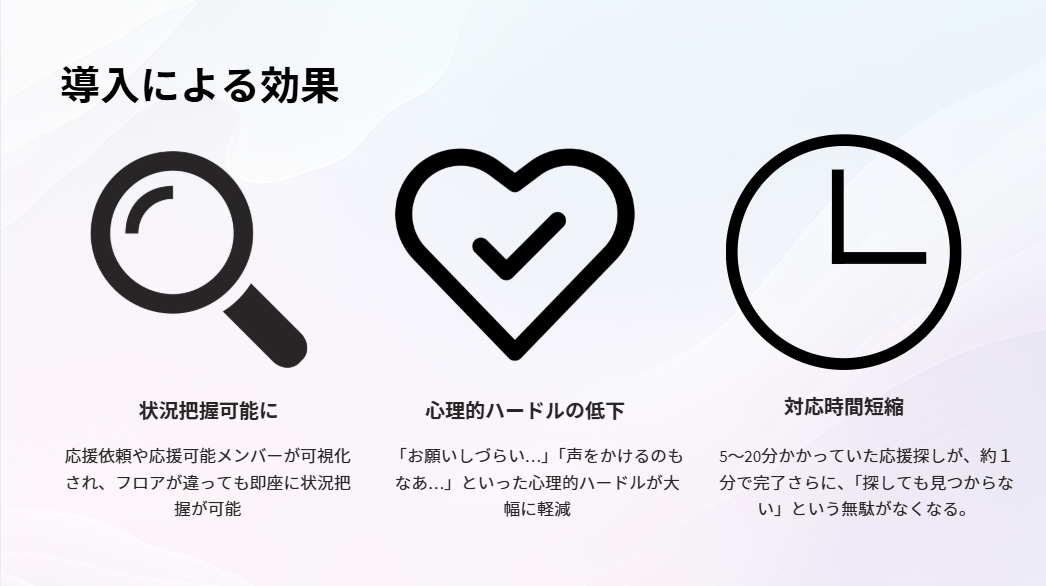 導入による効果
状況把握可能に
応援依頼や応援可能メンバーが可視化
され、フロアが違っても即座に状況把
握が可能
心理的ハードルの低下
「お願いしづらい…」「声をかけるのも
なあ…」といった心理的ハードルが大
幅に軽減
対応時間短縮
5～20分かかっていた応援探しが、約１
分で完了さらに、「探しても見つからな
い」という無駄がなくなる。